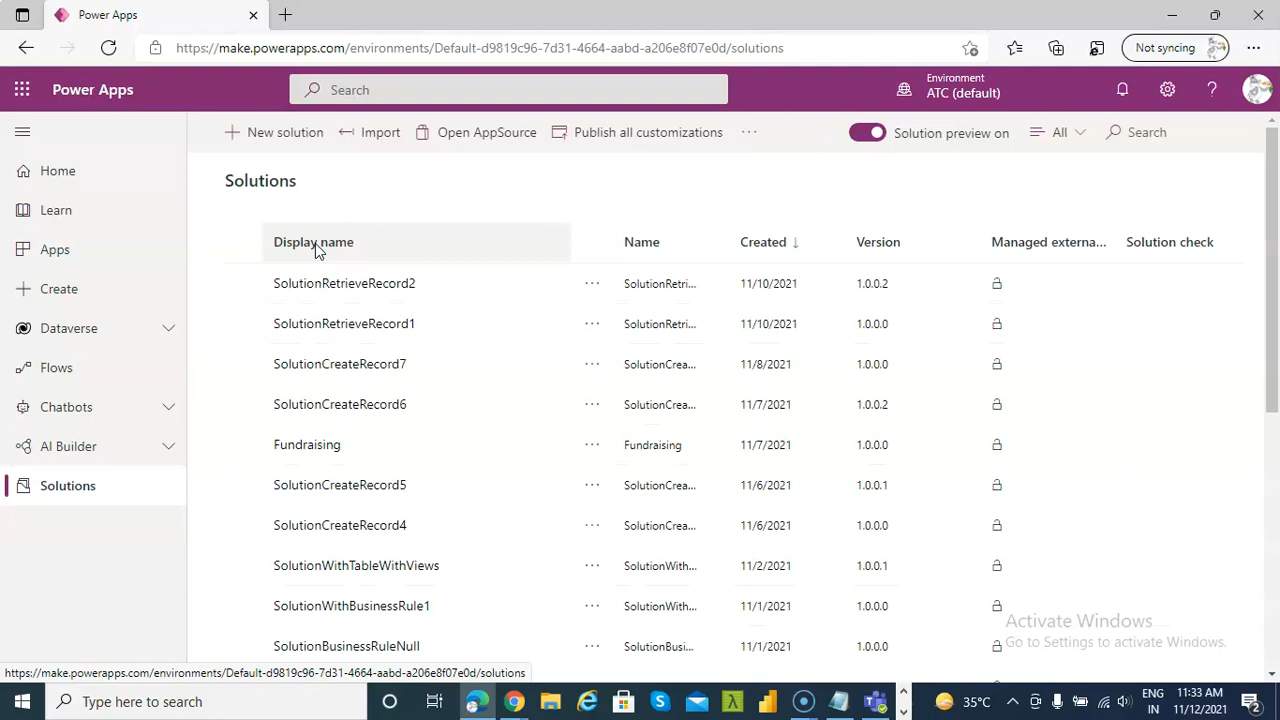 Power Apps
https://make.powerapps.com/environments/Default-d9819c96-7d31-4664-aabd-a206e8f07e0d/solutions
Not syncing
Power Apps
Search
Environment
ATC (default)
New solution
Import
Open AppSource
Publish all customizations
Solution preview on
All
Search
Home
Learn
Apps
Create
Dataverse
Flows
Chatbots
AI Builder
Solutions
Solutions
Display name Name Created ↓ Version Managed externa... Solution check
SolutionRetrieveRecord2 ... SolutionRetri... 11/10/2021 1.0.0.2
SolutionRetrieveRecord1 ... SolutionRetri... 11/10/2021 1.0.0.0
SolutionCreateRecord7 ... SolutionCrea... 11/8/2021 1.0.0.0
SolutionCreateRecord6 ... SolutionCrea... 11/7/2021 1.0.0.2
Fundraising ... Fundraising 11/7/2021 1.0.0.0
SolutionCreateRecord5 ... SolutionCrea... 11/6/2021 1.0.0.1
SolutionCreateRecord4 ... SolutionCrea... 11/6/2021 1.0.0.0
SolutionWithTableWithViews ... SolutionWith... 11/2/2021 1.0.0.1
SolutionWithBusinessRule1 ... SolutionWith... 11/1/2021 1.0.0.0
SolutionBusinessRuleNull ... SolutionBusi... 11/1/2021 1.0.0.0
Activate Windows
Go to Settings to activate Windows.
https://make.powerapps.com/environments/Default-d9819c96-7d31-4664-aabd-a206e8f07e0d/solutions
Type here to search
35°C
ENG
IN
11:33 AM
11/12/2021
2